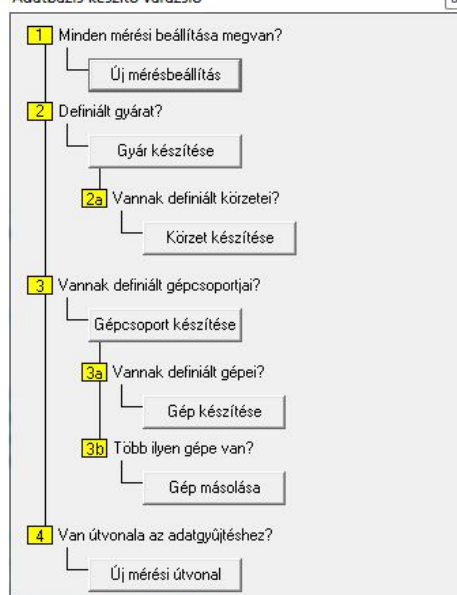 Adatbázis készítő varázsló
1 Minden mérési beállítása megvan?
Új mérésbeállítás
2 Definiált gyárat?
Gyár készítése
2a Vannak definiált körzetei?
Körzet készítése
3 Vannak definiált gépcsoportjai?
Gépcsoport készítése
3a Vannak definiált gépei?
Gép készítése
3b Több ilyen gépe van?
Gép másolása
4 Van útvonala az adatgyûjtéshez?
Új mérési útvonal